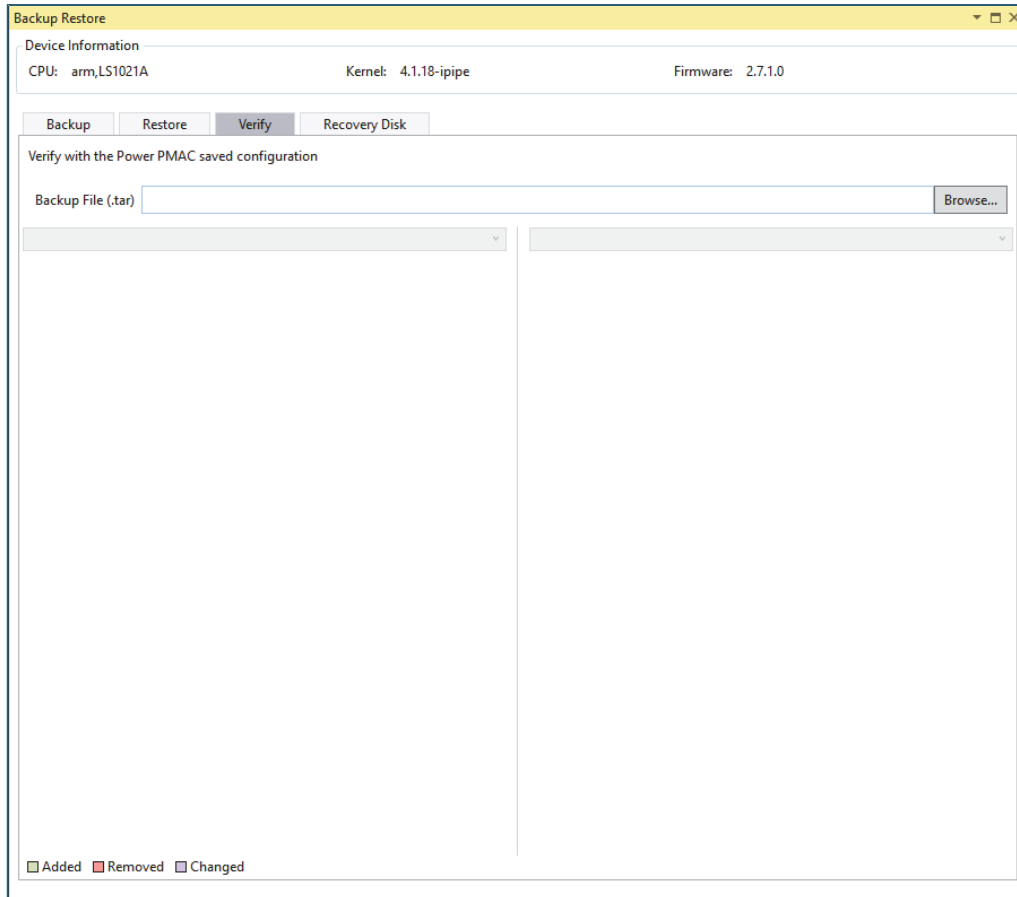 Backup Restore
Device Information
CPU: arm,LS1021A Kernel: 4.1.18-ipipe Firmware: 2.7.1.0
Backup Restore Verify Recovery Disk
Verify with the Power PMAC saved configuration
Backup File (.tar) Browse...
Added Removed Changed